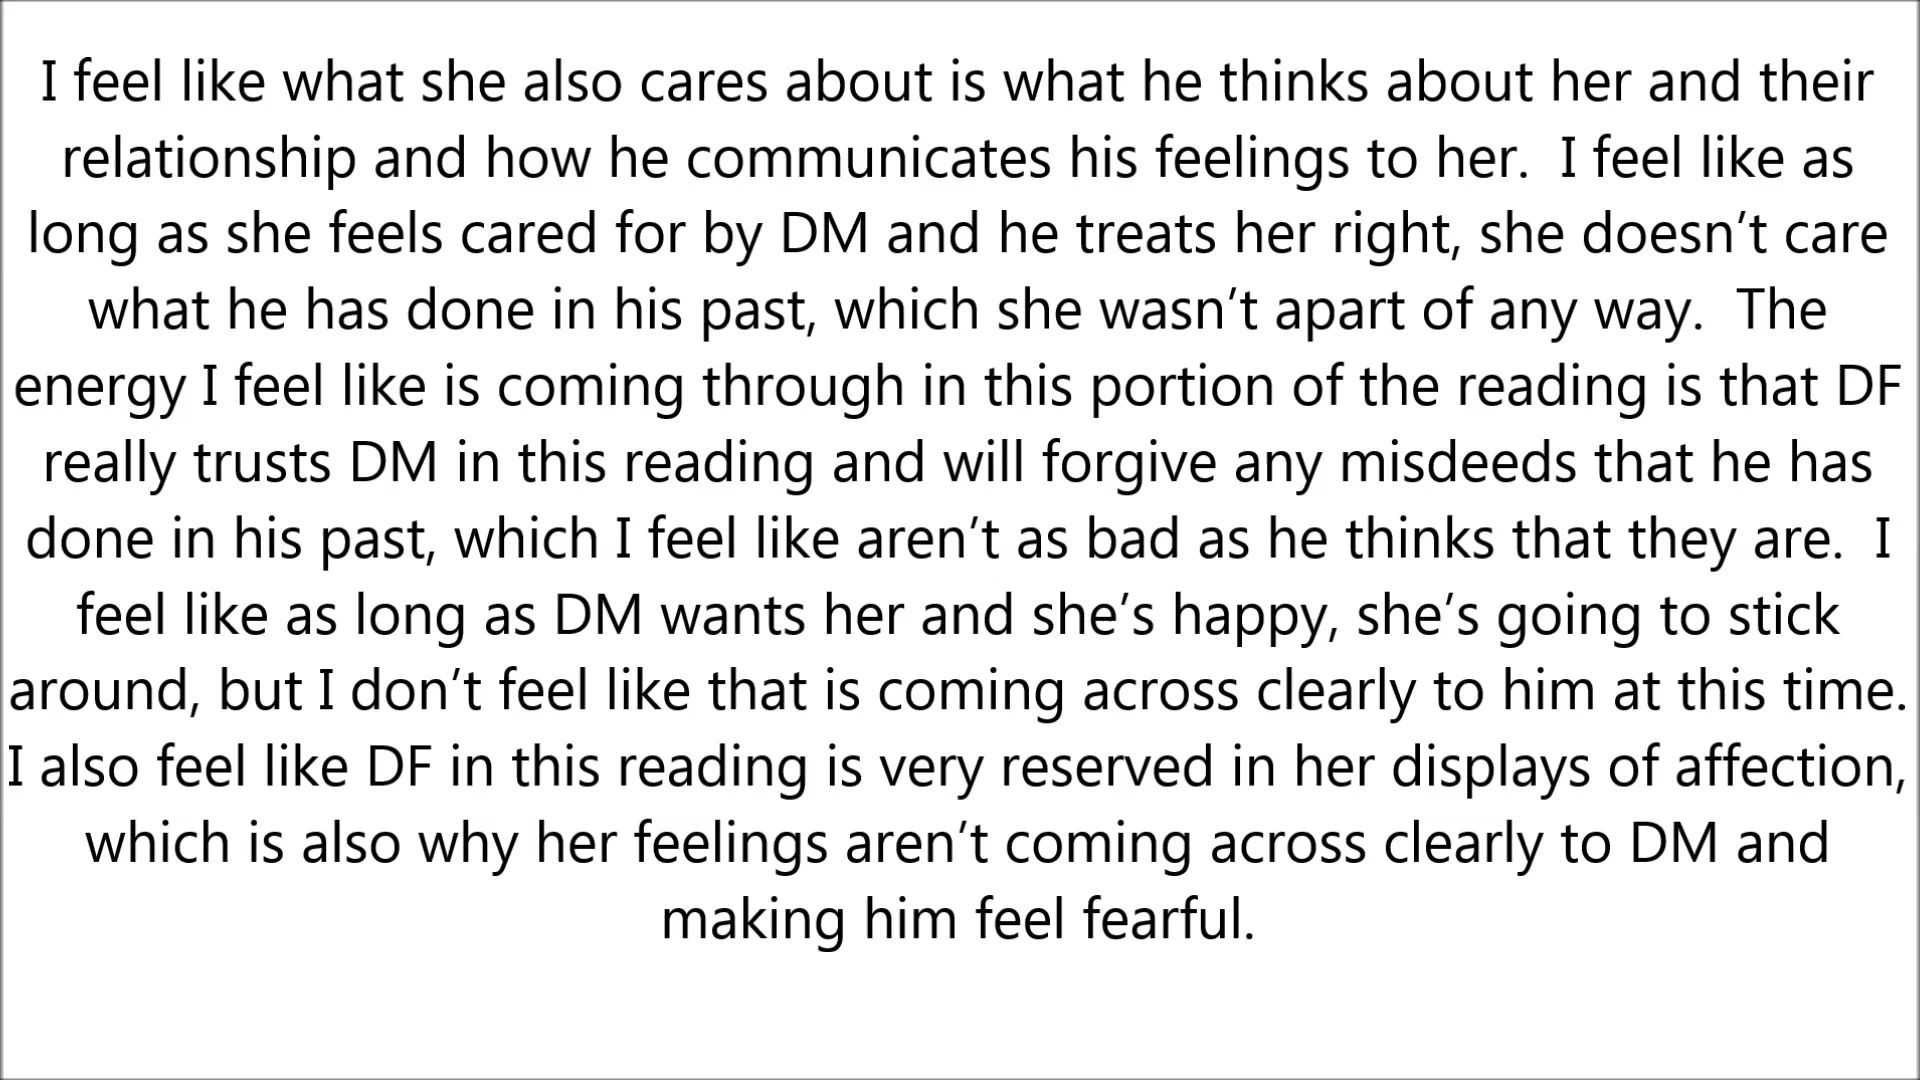 I feel like what she also cares about is what he thinks about her and their
relationship and how he communicates his feelings to her.  I feel like as
long as she feels cared for by DM and he treats her right, she doesn’t care
what he has done in his past, which she wasn’t apart of any way.  The
energy I feel like is coming through in this portion of the reading is that DF
really trusts DM in this reading and will forgive any misdeeds that he has
done in his past, which I feel like aren’t as bad as he thinks that they are.  I
feel like as long as DM wants her and she’s happy, she’s going to stick
around, but I don’t feel like that is coming across clearly to him at this time.
I also feel like DF in this reading is very reserved in her displays of affection,
which is also why her feelings aren’t coming across clearly to DM and
making him feel fearful.